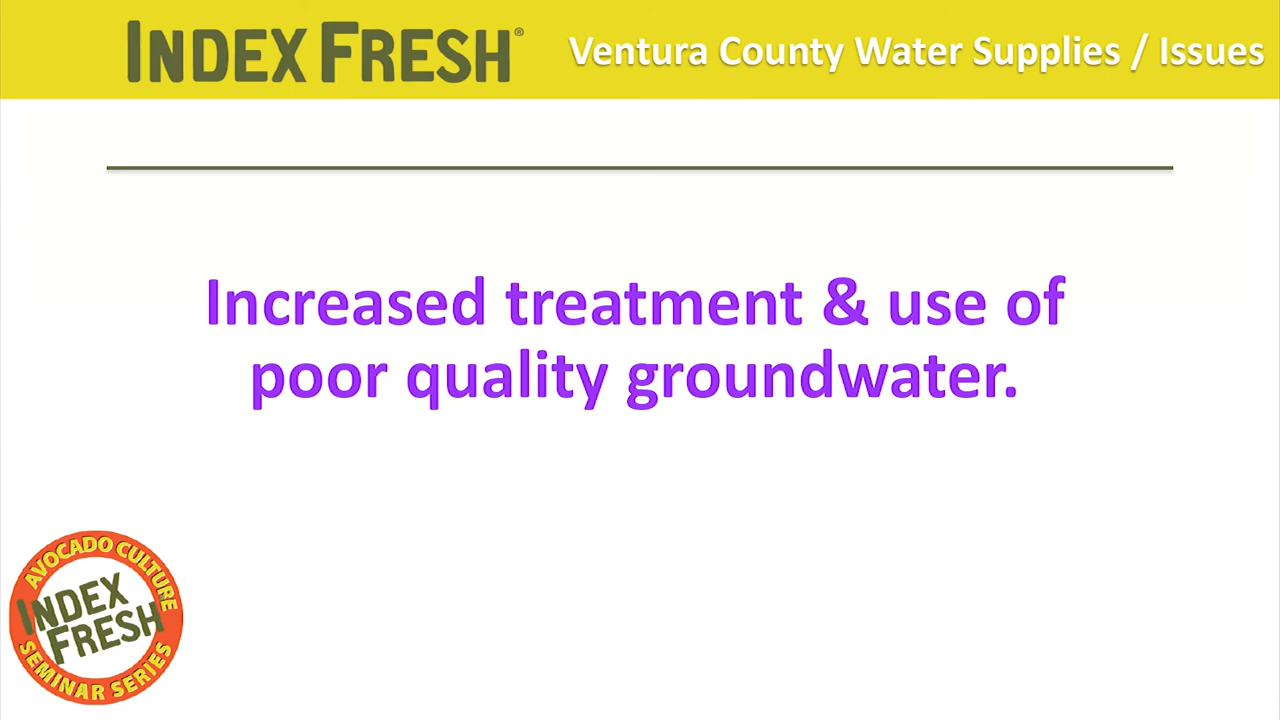 INDEX FRESH®
Ventura County Water Supplies / Issues
Increased treatment & use of
poor quality groundwater.
AVOCADO CULTURE
INDEX
FRESH
SEMINAR SERIES